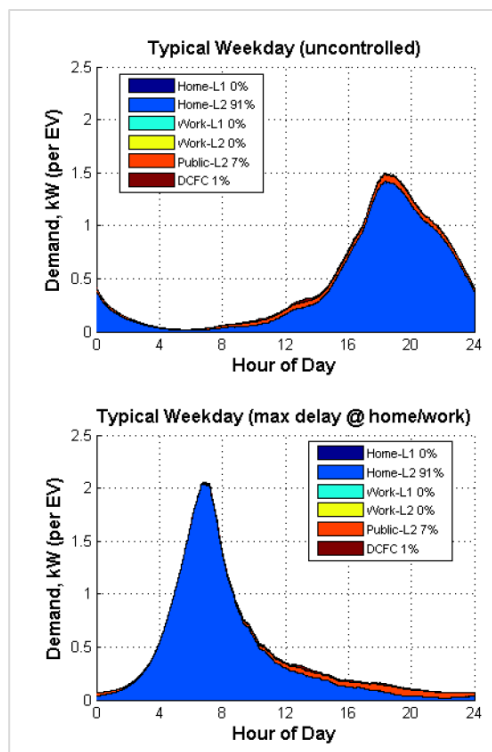 Typical Weekday (uncontrolled)
2.5
2
1.5
1
0.5
0
Demand, kW (per EV)
Home-L1 0%
Home-L2 91%
Work-L1 0%
Work-L2 0%
Public-L2 7%
DCFC 1%
0 4 8 12 16 20 24
Hour of Day
Typical Weekday (max delay @ home/work)
2.5
2
1.5
1
0.5
0
Demand, kW (per EV)
Home-L1 0%
Home-L2 91%
Work-L1 0%
Work-L2 0%
Public-L2 7%
DCFC 1%
0 4 8 12 16 20 24
Hour of Day